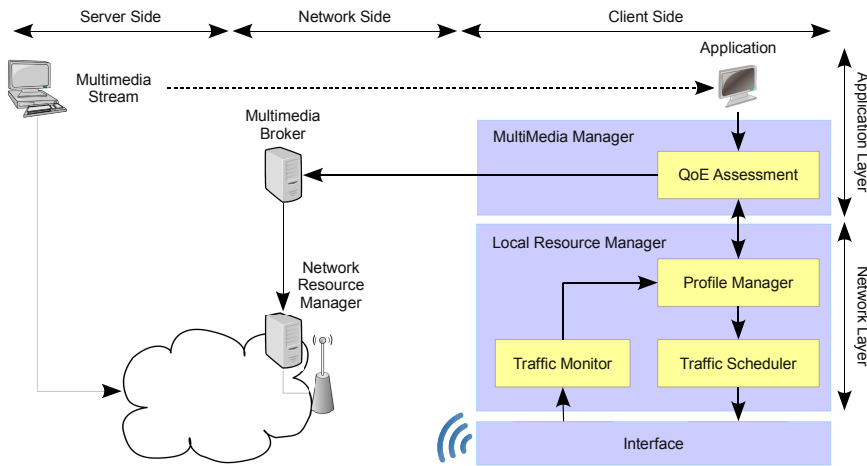 Server Side
Network Side
Client Side
Application
Multimedia
Stream
Multimedia
Broker
MultiMedia Manager
QoE Assessment
Application Layer
Local Resource Manager
Network
Resource
Manager
Profile Manager
Traffic Monitor
Traffic Scheduler
Network Layer
Interface